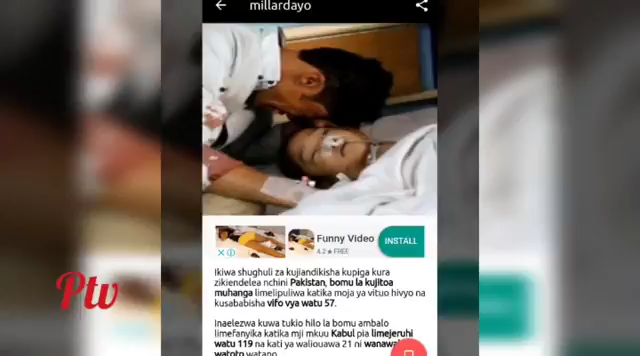 millardayo
Funny Video
4.2★ FREE
INSTALL
Ikiwa shughuli za kujiandikisha kupiga kura
zikiendelea nchini Pakistan, bomu la kujitoa
muhanga limelipuliwa katika moja ya vituo hivyo na
kusababisha vifo vya watu 57.
Inaelezwa kuwa tukio hilo la bomu ambalo
limefanyika katika mji mkuu Kabul pia limejeruhi
watu 119 na kati ya waliouawa 21 ni wanawake
watoto watano
Ptv